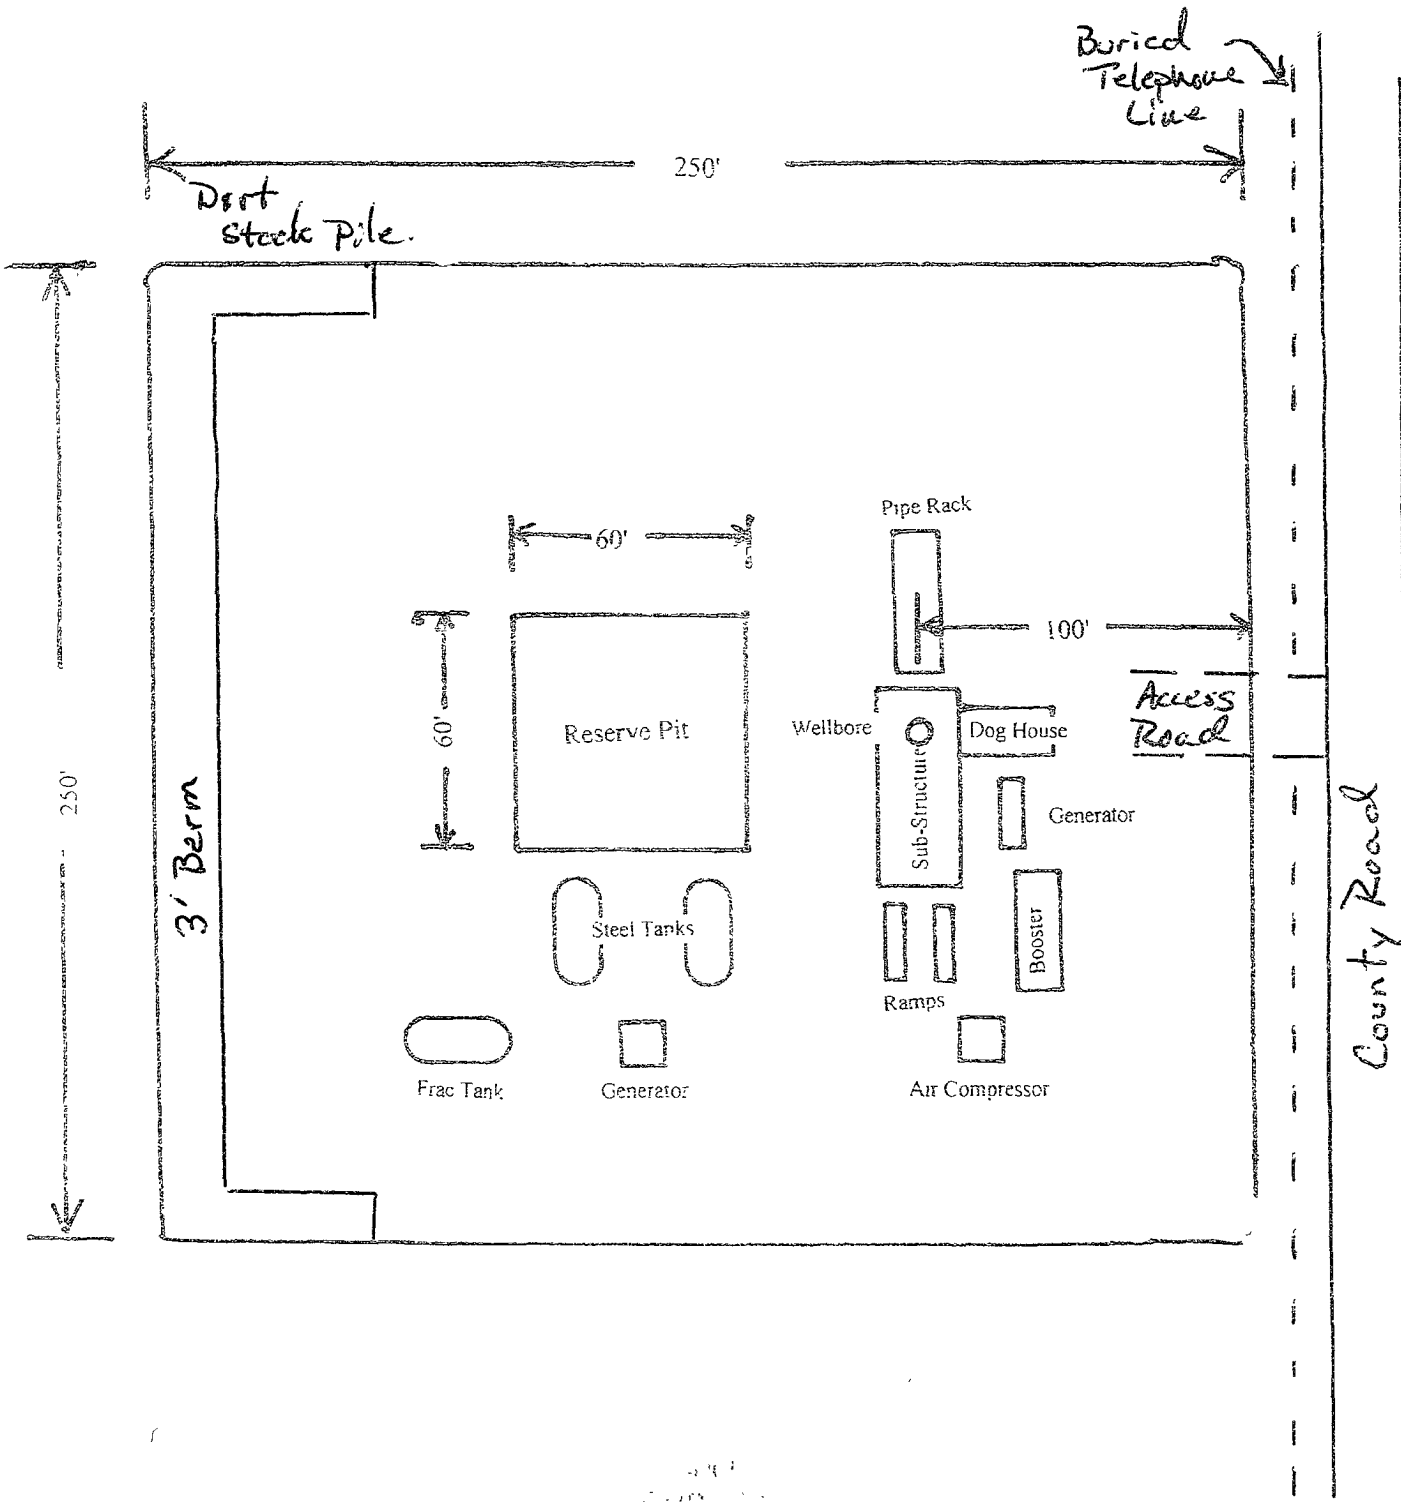 Buried
Telephone
Line
250'
Dirt
Stock Pile.
Pipe Rack
60'
100'
Access
Road
Reserve Pit
Wellbore
Dog House
60'
250'
Sub-Structure
Generator
3' Berm
County Road
Steel Tanks
Booster
Ramps
Frac Tank
Generator
Air Compressor